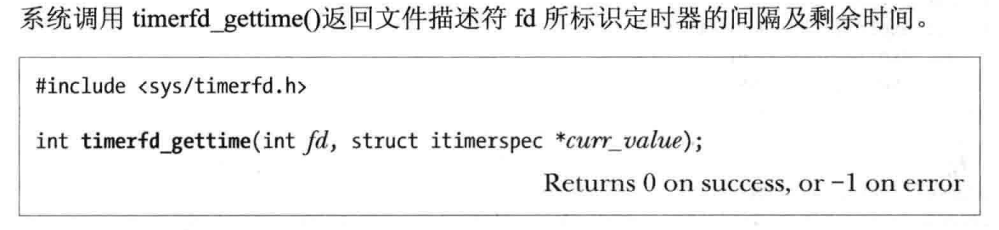 系统调用 timerfd_gettime()返回文件描述符 fd 所标识定时器的间隔及剩余时间。
#include <sys/timerfd.h>
int timerfd_gettime(int fd, struct itimerspec *curr_value);
Returns 0 on success, or −1 on error